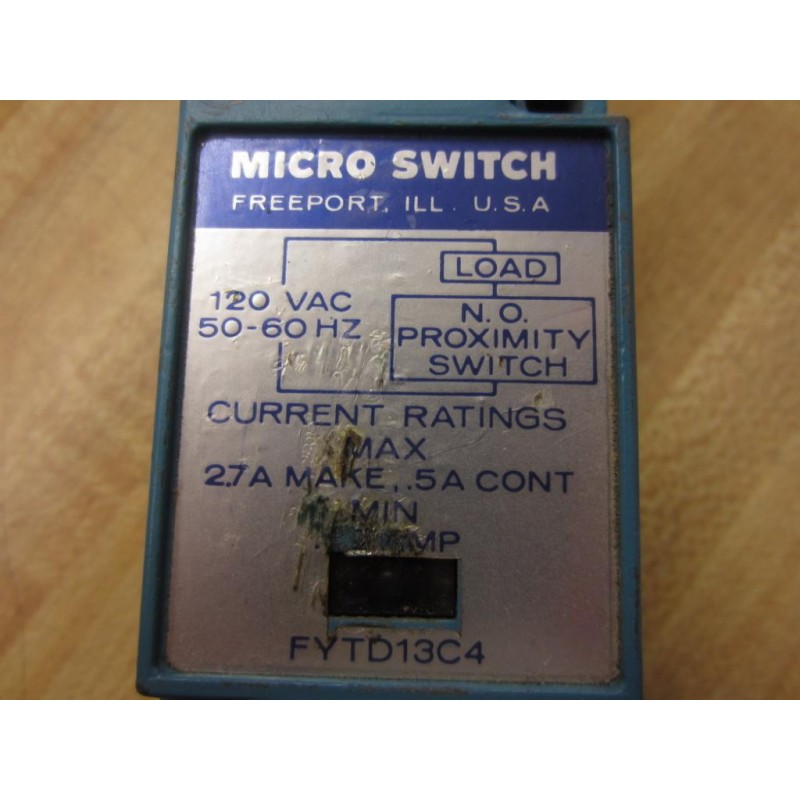 MICRO SWITCH
FREEPORT, ILL. U.S.A
LOAD
120 VAC
50-60 HZ
N.O.
PROXIMITY
SWITCH
CURRENT RATINGS
MAX
2.7A MAKE, .5A CONT
MIN
FYTD13C4